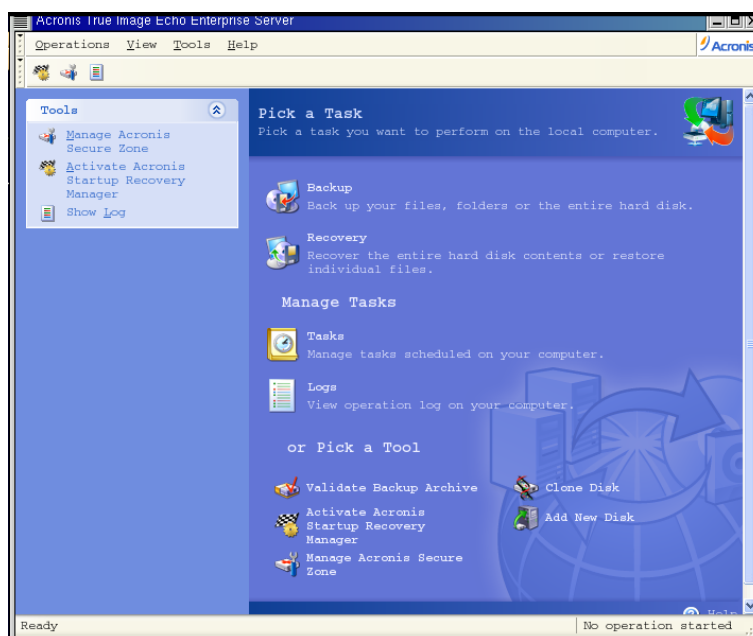 Acronis True Image Echo Enterprise Server
Operations View Tools Help
Acronis
Tools
Manage Acronis
Secure Zone
Activate Acronis
Startup Recovery
Manager
Show Log
Pick a Task
Pick a task you want to perform on the local computer.
Backup
Back up your files, folders or the entire hard disk.
Recovery
Recover the entire hard disk contents or restore
individual files.
Manage Tasks
Tasks
Manage tasks scheduled on your computer.
Logs
View operation log on your computer.
or Pick a Tool
Validate Backup Archive
Clone Disk
Activate Acronis
Startup Recovery
Manager
Add New Disk
Manage Acronis Secure
Zone
Help
Ready
No operation started